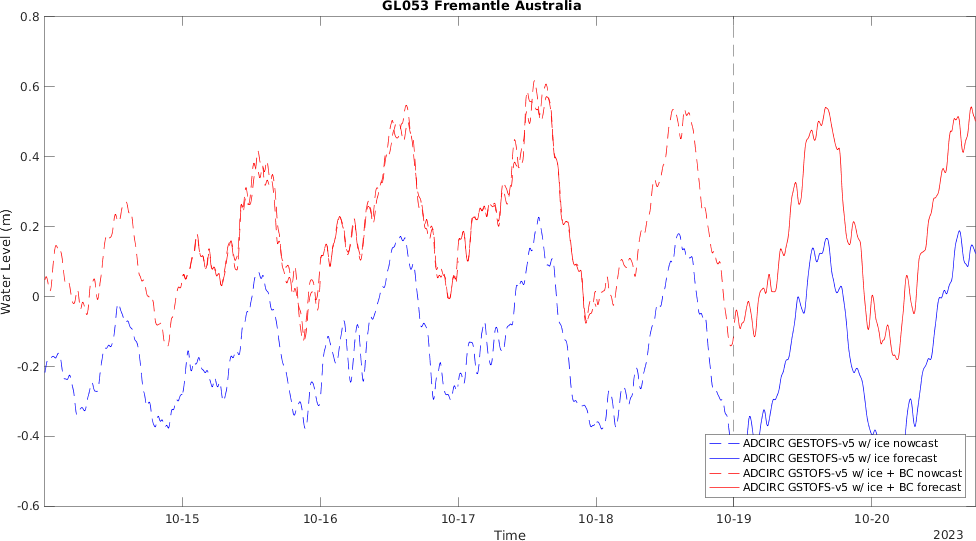 GL053 Fremantle Australia
0.8
0.6
0.4
0.2
0
-0.2
-0.4
-0.6
Water Level (m)
ADCIRC GESTOFS-v5 w/ ice nowcast
ADCIRC GESTOFS-v5 w/ ice forecast
ADCIRC GSTOFS-v5 w/ ice + BC nowcast
ADCIRC GSTOFS-v5 w/ ice + BC forecast
10-15 10-16 10-17 10-18 10-19 10-20
Time
2023